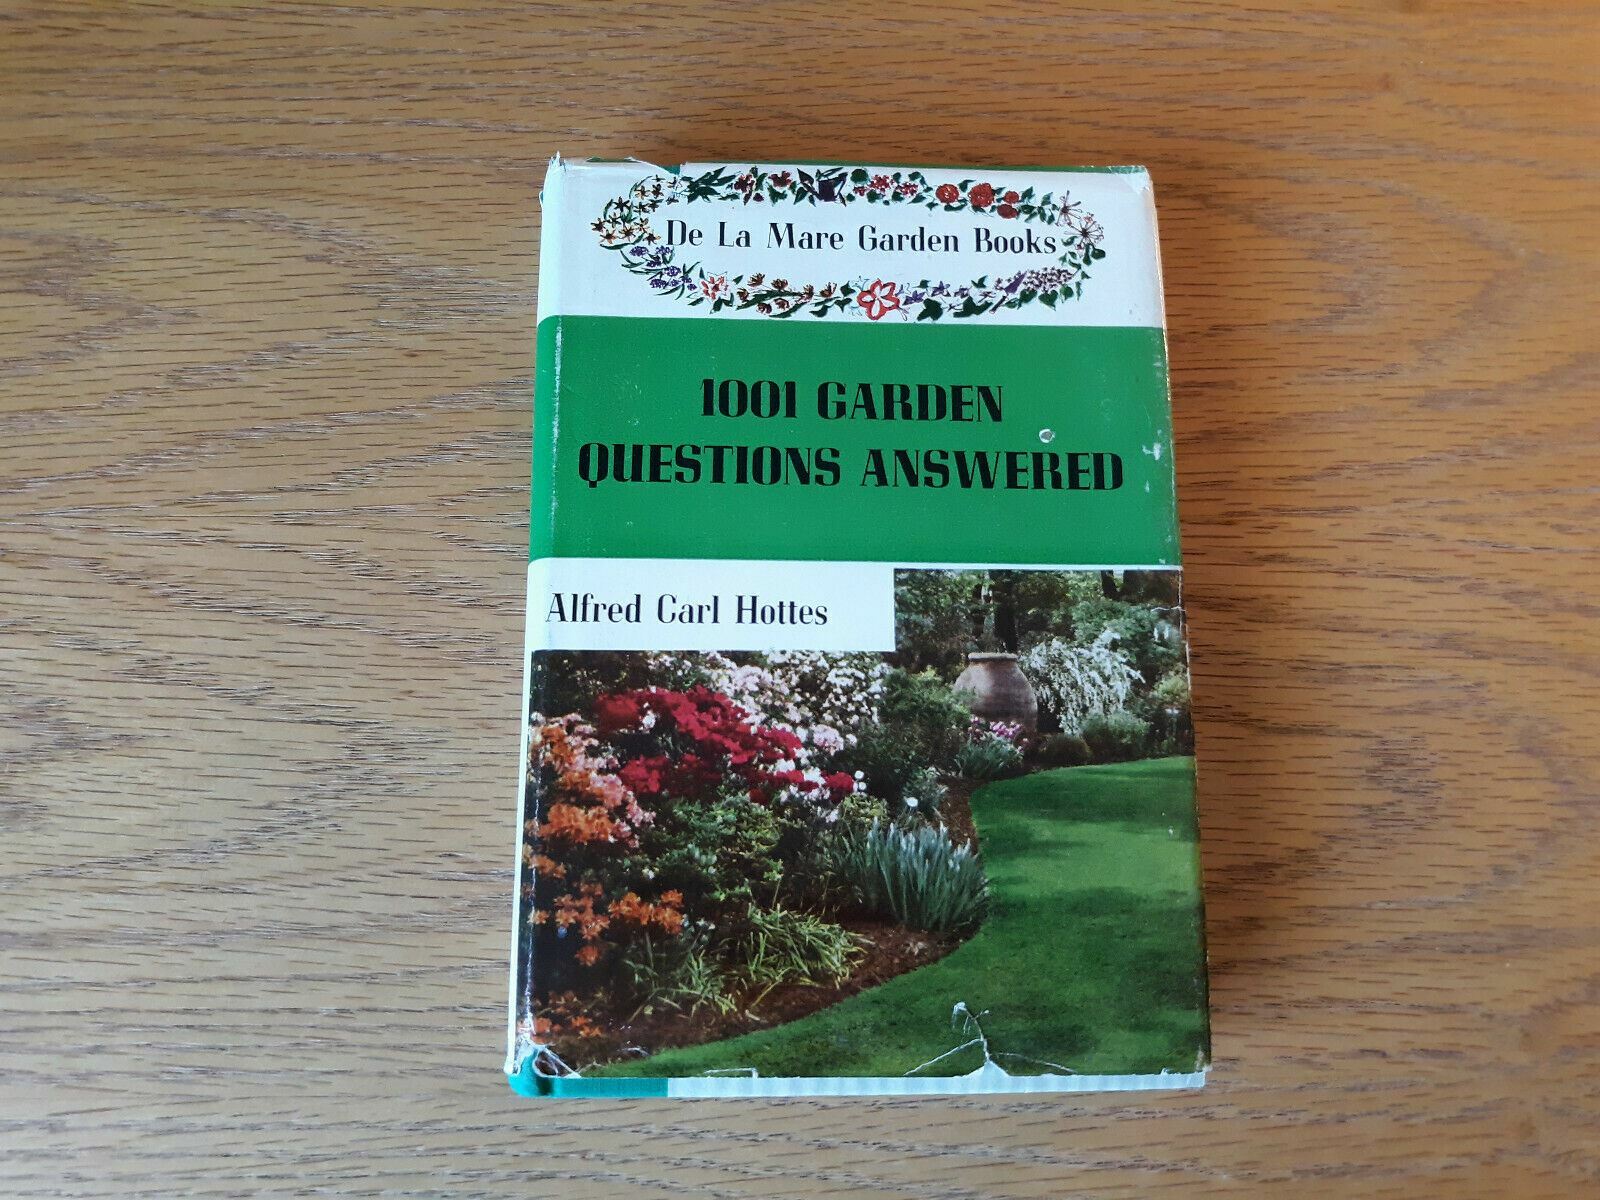 De La Mare Garden Books
1001 GARDEN
QUESTIONS ANSWERED
Alfred Carl Hottes